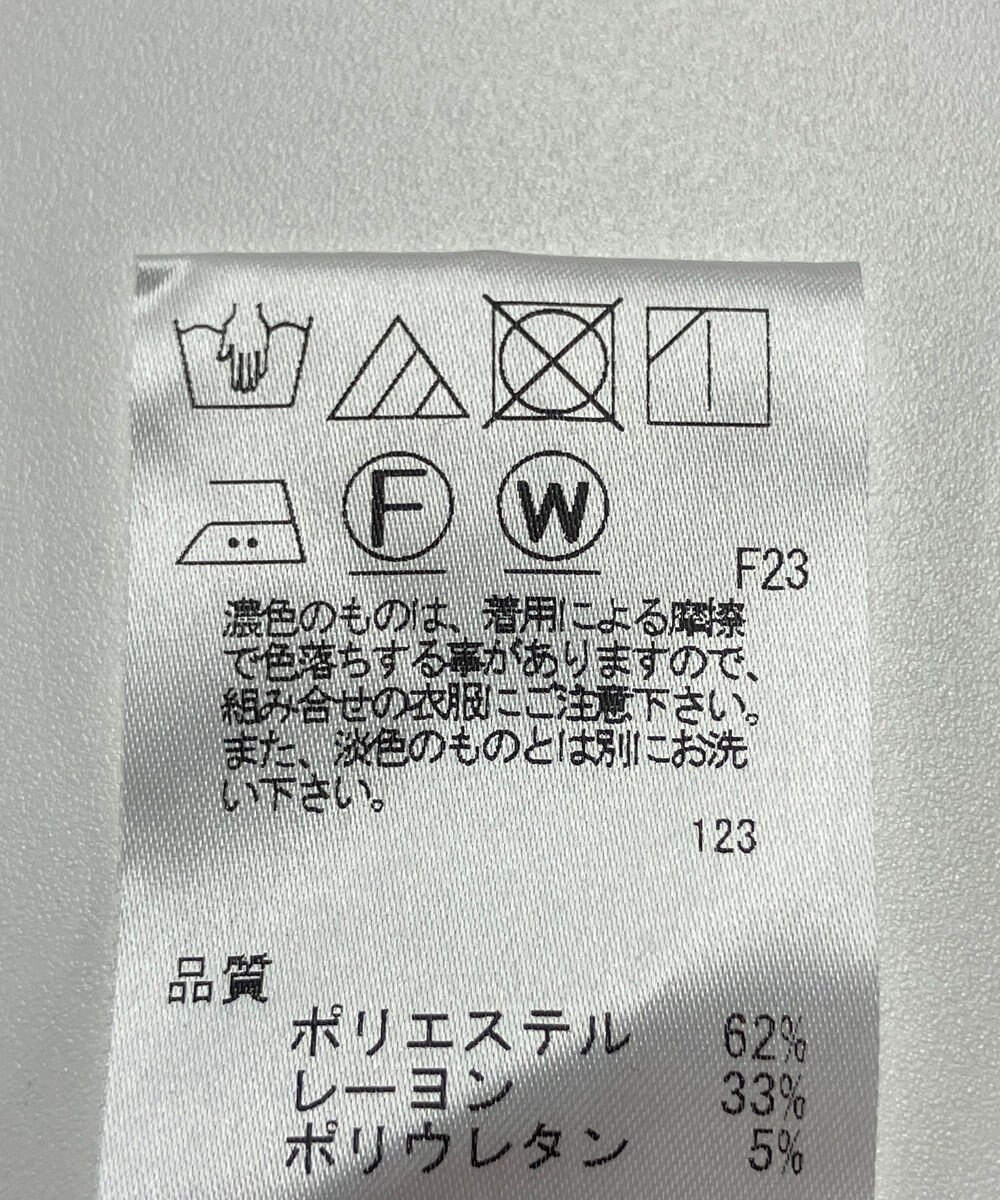 F W
F23
濃色のものは、着用による摩擦
で色落ちする事がありますので、
組み合せの衣服にご注意下さい。
また、淡色のものとは別にお洗
い下さい。
123
品質
ポリエステル 62%
レーヨン 33%
ポリウレタン 5%